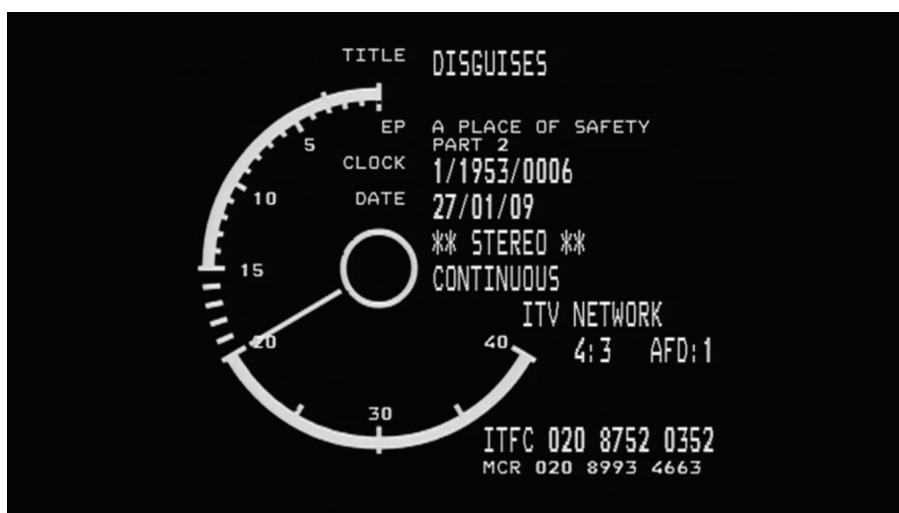 TITLE DISGUISES
EP A PLACE OF SAFETY
PART 2
CLOCK 1/1953/0006
DATE 27/01/09
** STEREO **
CONTINUOUS
ITV NETWORK
4:3 AFD:1
ITFC 020 8752 0352
MCR 020 8993 4663
5
10
15
20
30
40